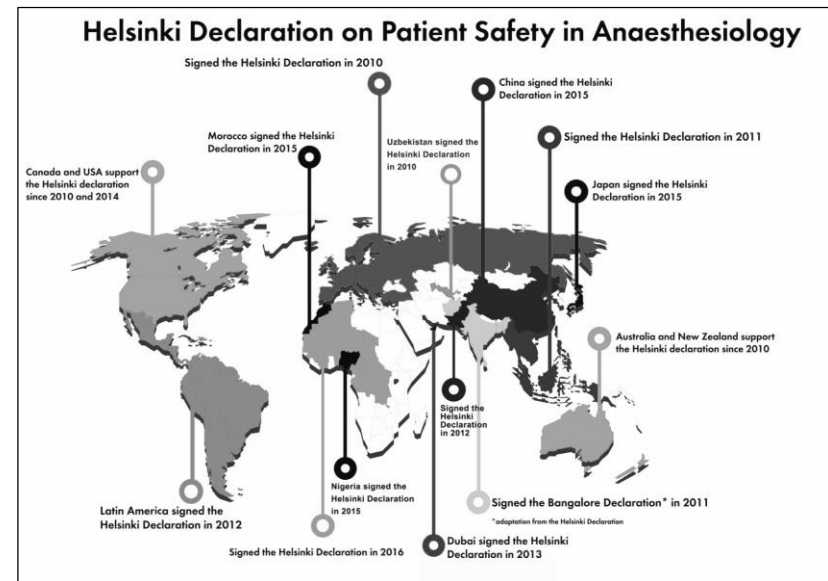 Helsinki Declaration on Patient Safety in Anaesthesiology
Signed the Helsinki Declaration in 2010
China signed the Helsinki
Declaration in 2015
Morocco signed the Helsinki
Declaration in 2015
Uzbekistan signed the
Helsinki Declaration
in 2010
Signed the Helsinki Declaration in 2011
Canada and USA support
the Helsinki declaration
since 2010 and 2014
Japan signed the Helsinki
Declaration in 2015
Australia and New Zealand support
the Helsinki declaration since 2010
Signed the
Helsinki
Declaration
in 2012
Nigeria signed the
Helsinki Declaration
in 2015
Latin America signed the
Helsinki Declaration in 2012
Signed the Bangalore Declaration* in 2011
*adaptation from the Helsinki Declaration
Signed the Helsinki Declaration in 2016
Dubai signed the Helsinki
Declaration in 2013